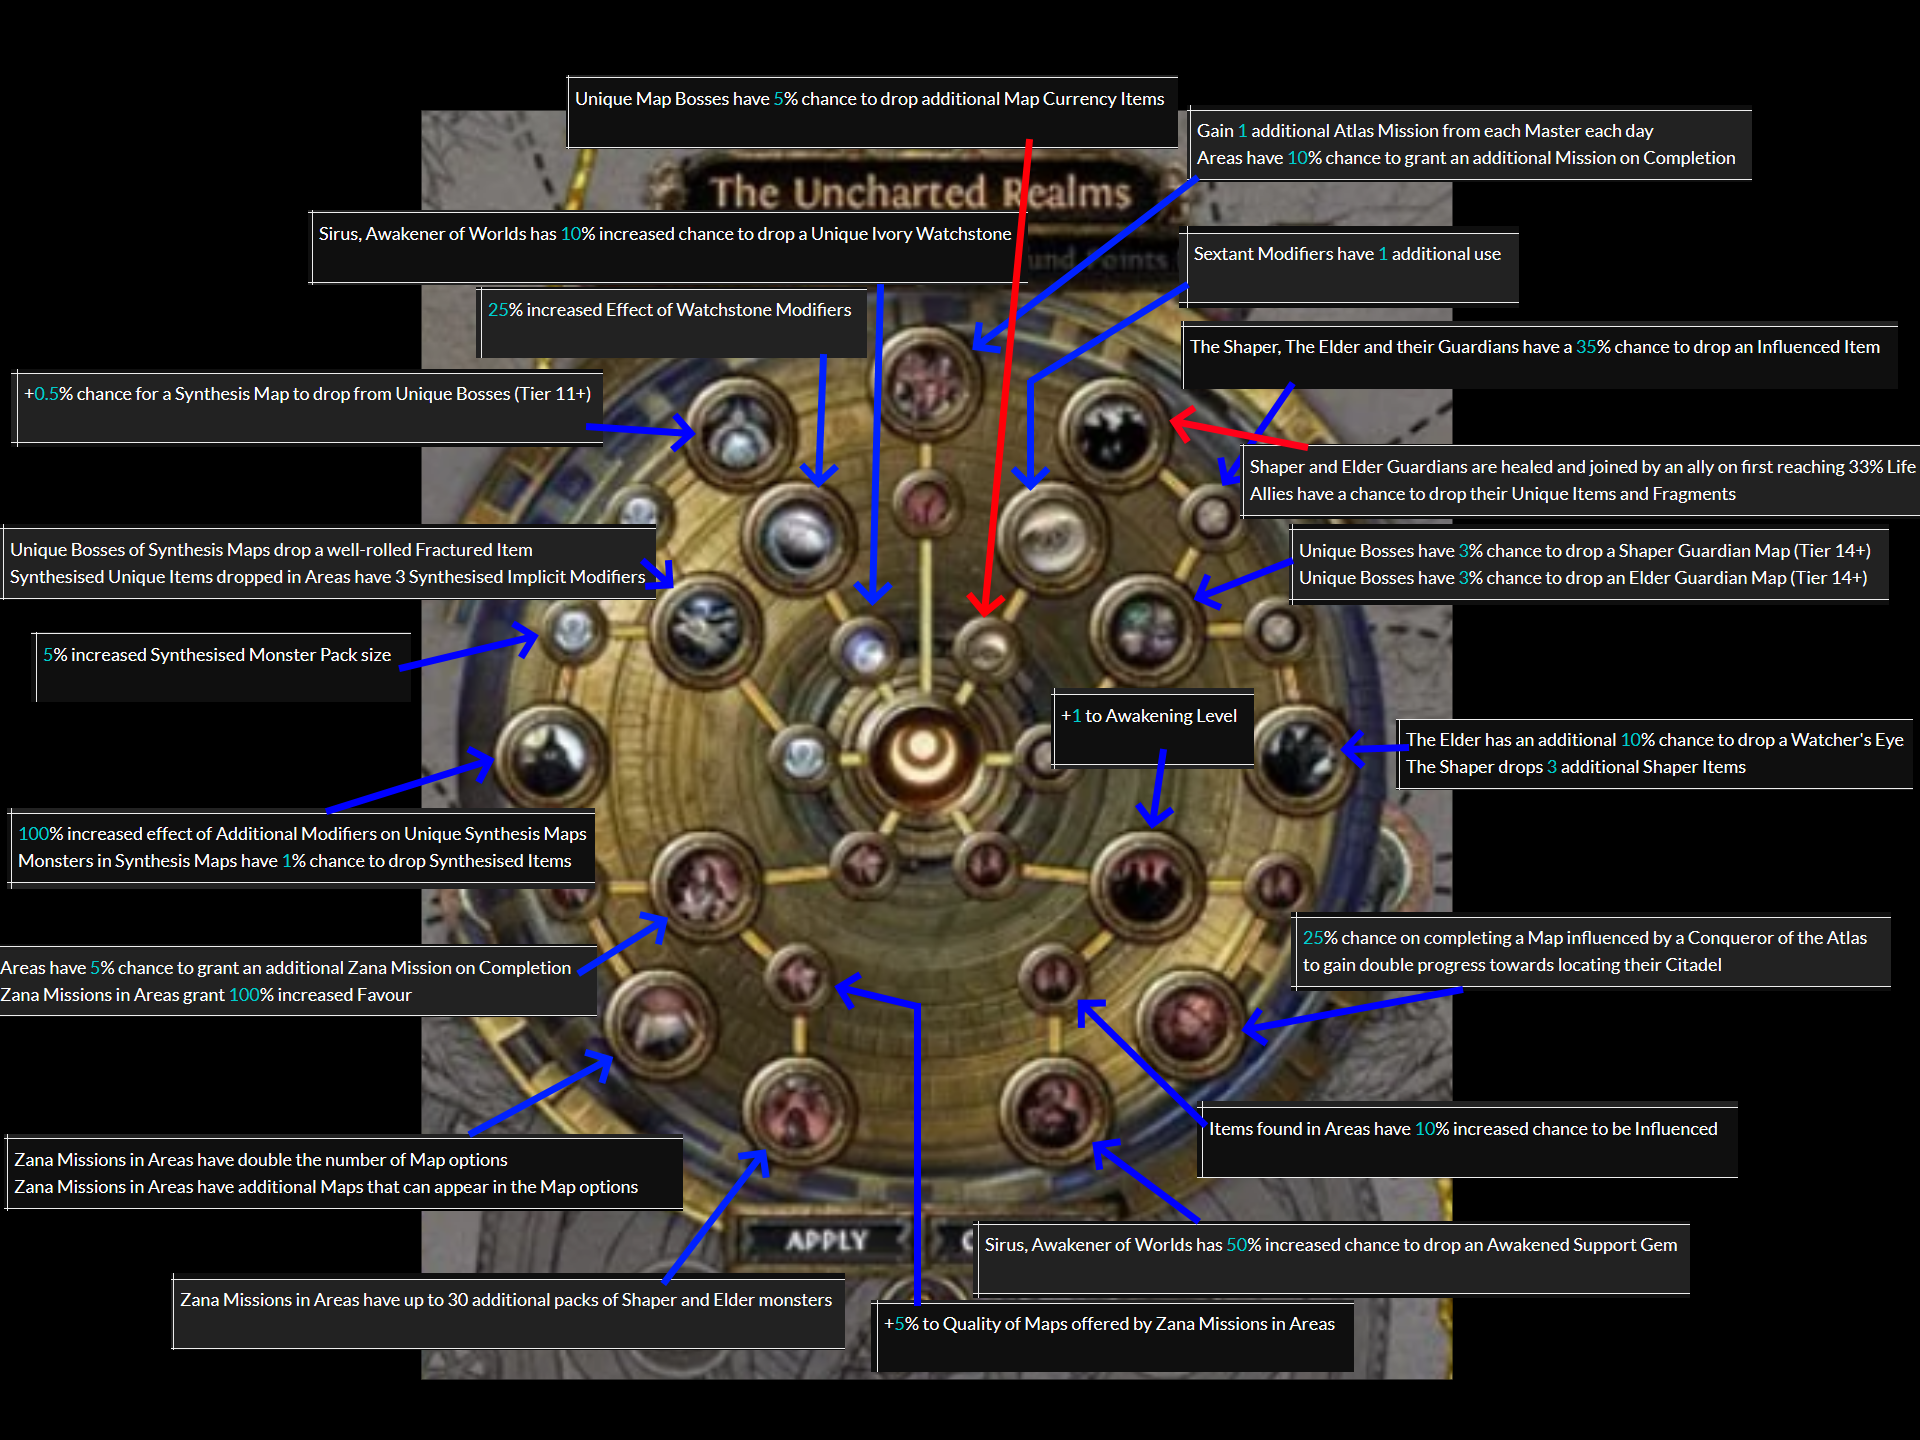 Unique Map Bosses have 5% chance to drop additional Map Currency Items
Gain 1 additional Atlas Mission from each Master each day
Areas have 10% chance to grant an additional Mission on Completion
The Uncharted Realms
Sirus, Awakener of Worlds has 10% increased chance to drop a Unique Ivory Watchstone
und Points
Sextant Modifiers have 1 additional use
25% increased Effect of Watchstone Modifiers
The Shaper, The Elder and their Guardians have a 35% chance to drop an Influenced Item
+0.5% chance for a Synthesis Map to drop from Unique Bosses (Tier 11+)
Shaper and Elder Guardians are healed and joined by an ally on first reaching 33% Life
Allies have a chance to drop their Unique Items and Fragments
Unique Bosses of Synthesis Maps drop a well-rolled Fractured Item
Synthesised Unique Items dropped in Areas have 3 Synthesised Implicit Modifiers
Unique Bosses have 3% chance to drop a Shaper Guardian Map (Tier 14+)
Unique Bosses have 3% chance to drop an Elder Guardian Map (Tier 14+)
5% increased Synthesised Monster Pack size
+1 to Awakening Level
The Elder has an additional 10% chance to drop a Watcher's Eye
The Shaper drops 3 additional Shaper Items
100% increased effect of Additional Modifiers on Unique Synthesis Maps
Monsters in Synthesis Maps have 1% chance to drop Synthesised Items
25% chance on completing a Map influenced by a Conqueror of the Atlas
to gain double progress towards locating their Citadel
Areas have 5% chance to grant an additional Zana Mission on Completion
Zana Missions in Areas grant 100% increased Favour
Items found in Areas have 10% increased chance to be Influenced
Zana Missions in Areas have double the number of Map options
Zana Missions in Areas have additional Maps that can appear in the Map options
APPLY
Sirus, Awakener of Worlds has 50% increased chance to drop an Awakened Support Gem
Zana Missions in Areas have up to 30 additional packs of Shaper and Elder monsters
+5% to Quality of Maps offered by Zana Missions in Areas